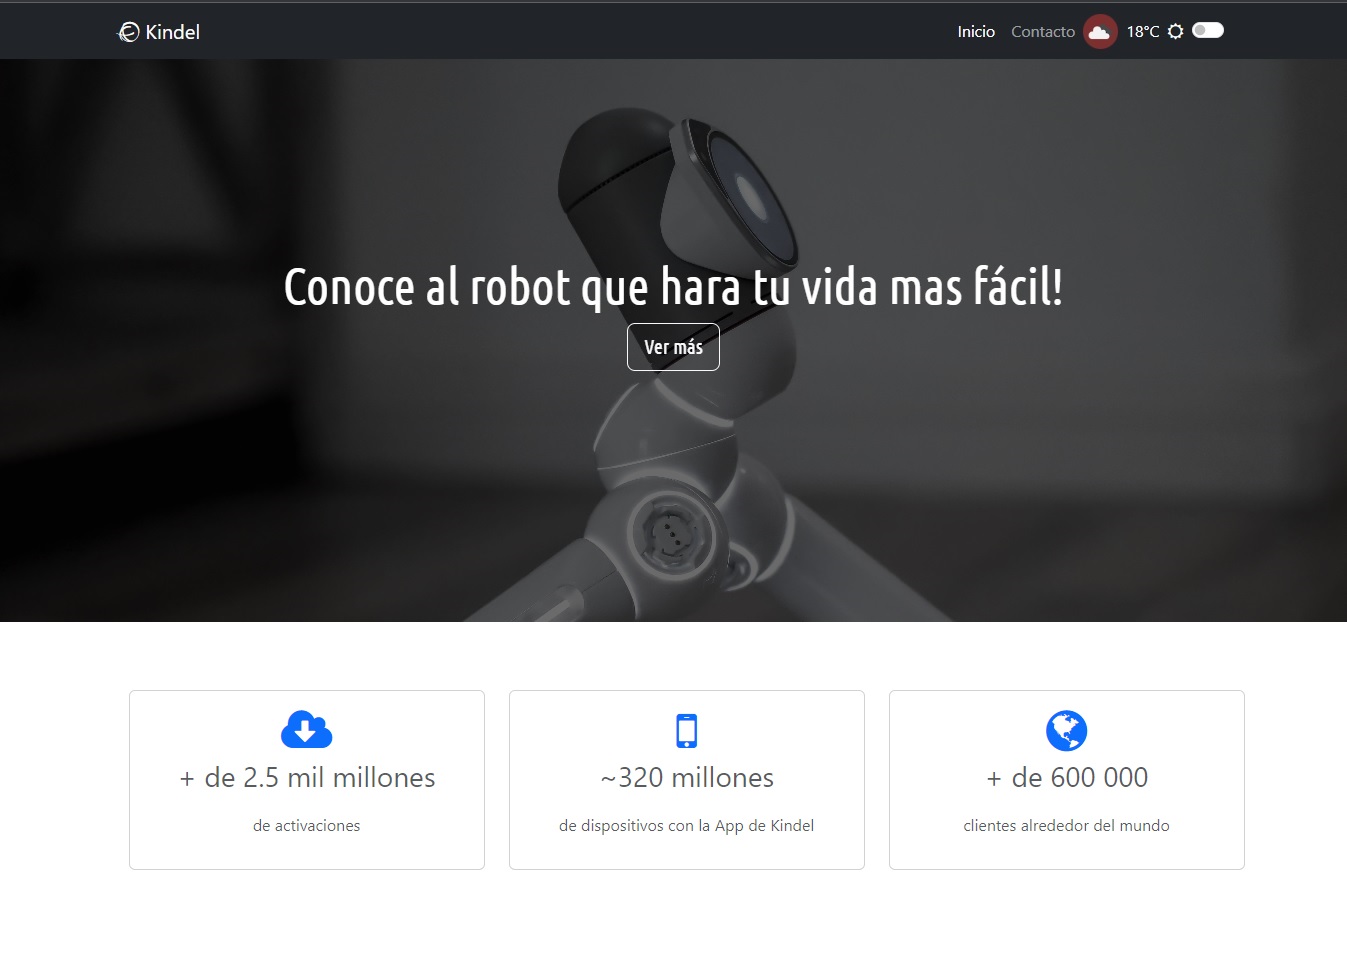 Kindel
Inicio Contacto 18°C
Conoce al robot que hara tu vida mas fácil!
Ver más
+ de 2.5 mil millones
de activaciones
~320 millones
de dispositivos con la App de Kindel
+ de 600 000
clientes alrededor del mundo